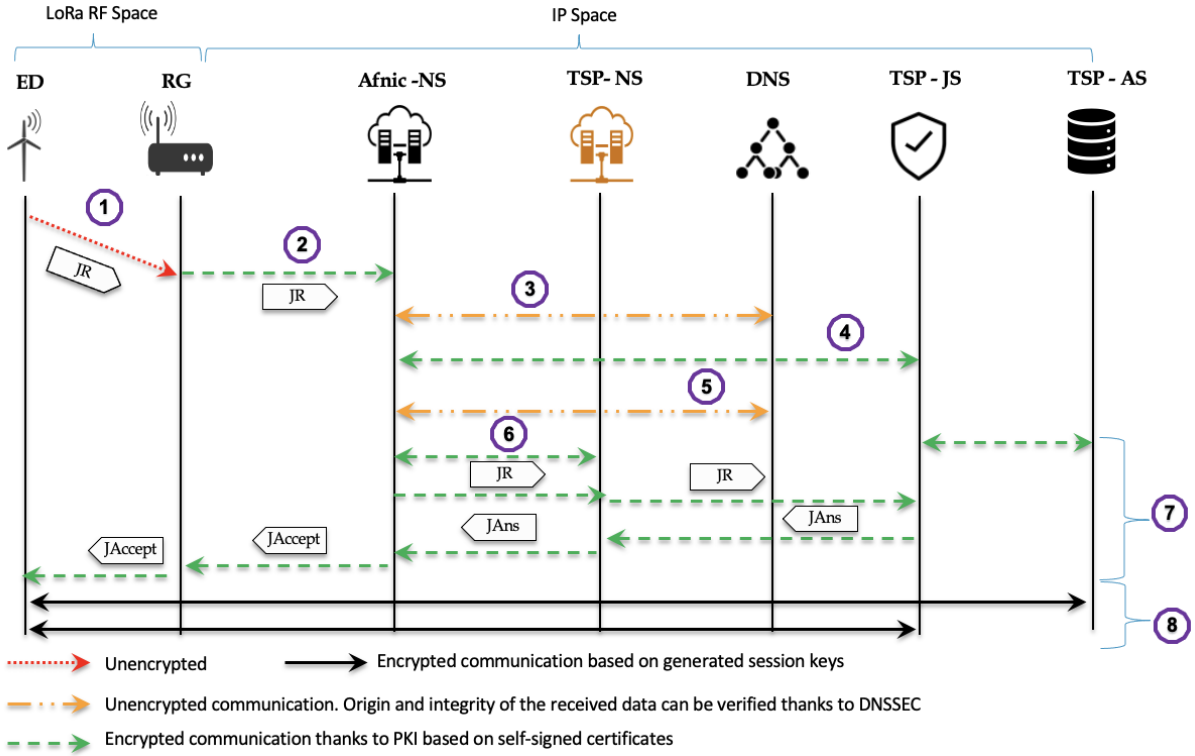 LoRa RF Space
IP Space
ED
RG
Afnic -NS
TSP- NS
DNS
TSP - JS
TSP - AS
1
JR
2
JR
3
4
5
6
JR
JR
JAns
JAns
JAccept
JAccept
7
8
Unencrypted
Encrypted communication based on generated session keys
Unencrypted communication. Origin and integrity of the received data can be verified thanks to DNSSEC
Encrypted communication thanks to PKI based on self-signed certificates